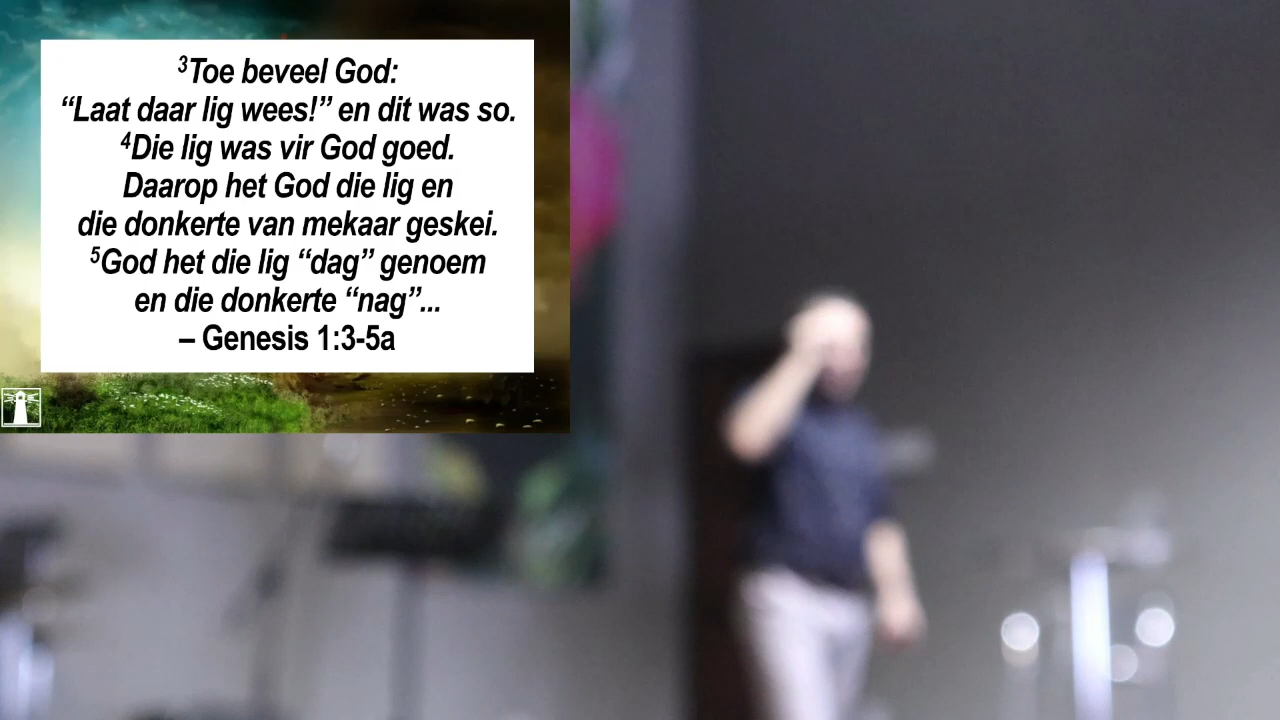 ³Toe beveel God:
“Laat daar lig wees!” en dit was so.
⁴Die lig was vir God goed.
Daarop het God die lig en
die donkerte van mekaar geskei.
⁵God het die lig “dag” genoem
en die donkerte “nag”...
– Genesis 1:3-5a